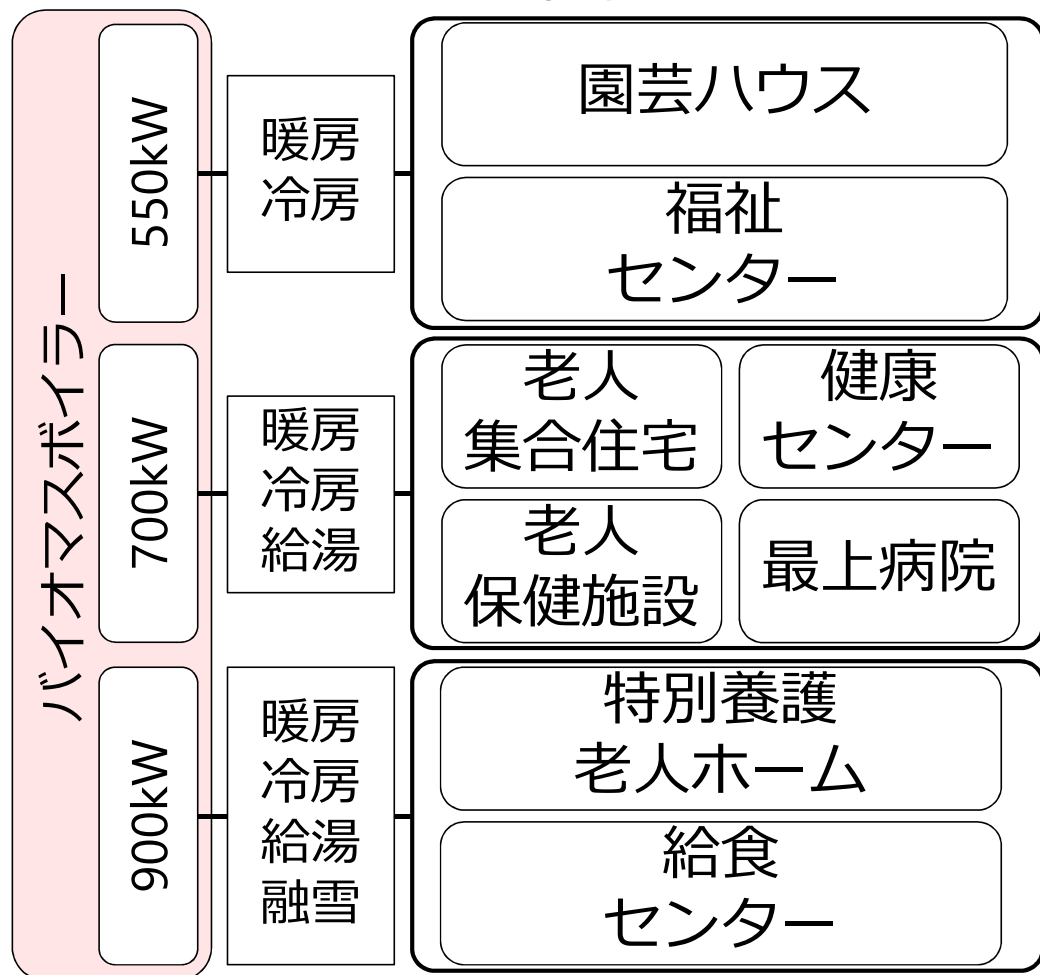 バイオマスボイラー
550kW
暖房
冷房
園芸ハウス
福祉
センター
700kW
暖房
冷房
給湯
老人
集合住宅
健康
センター
老人
保健施設
最上病院
900kW
暖房
冷房
給湯
融雪
特別養護
老人ホーム
給食
センター